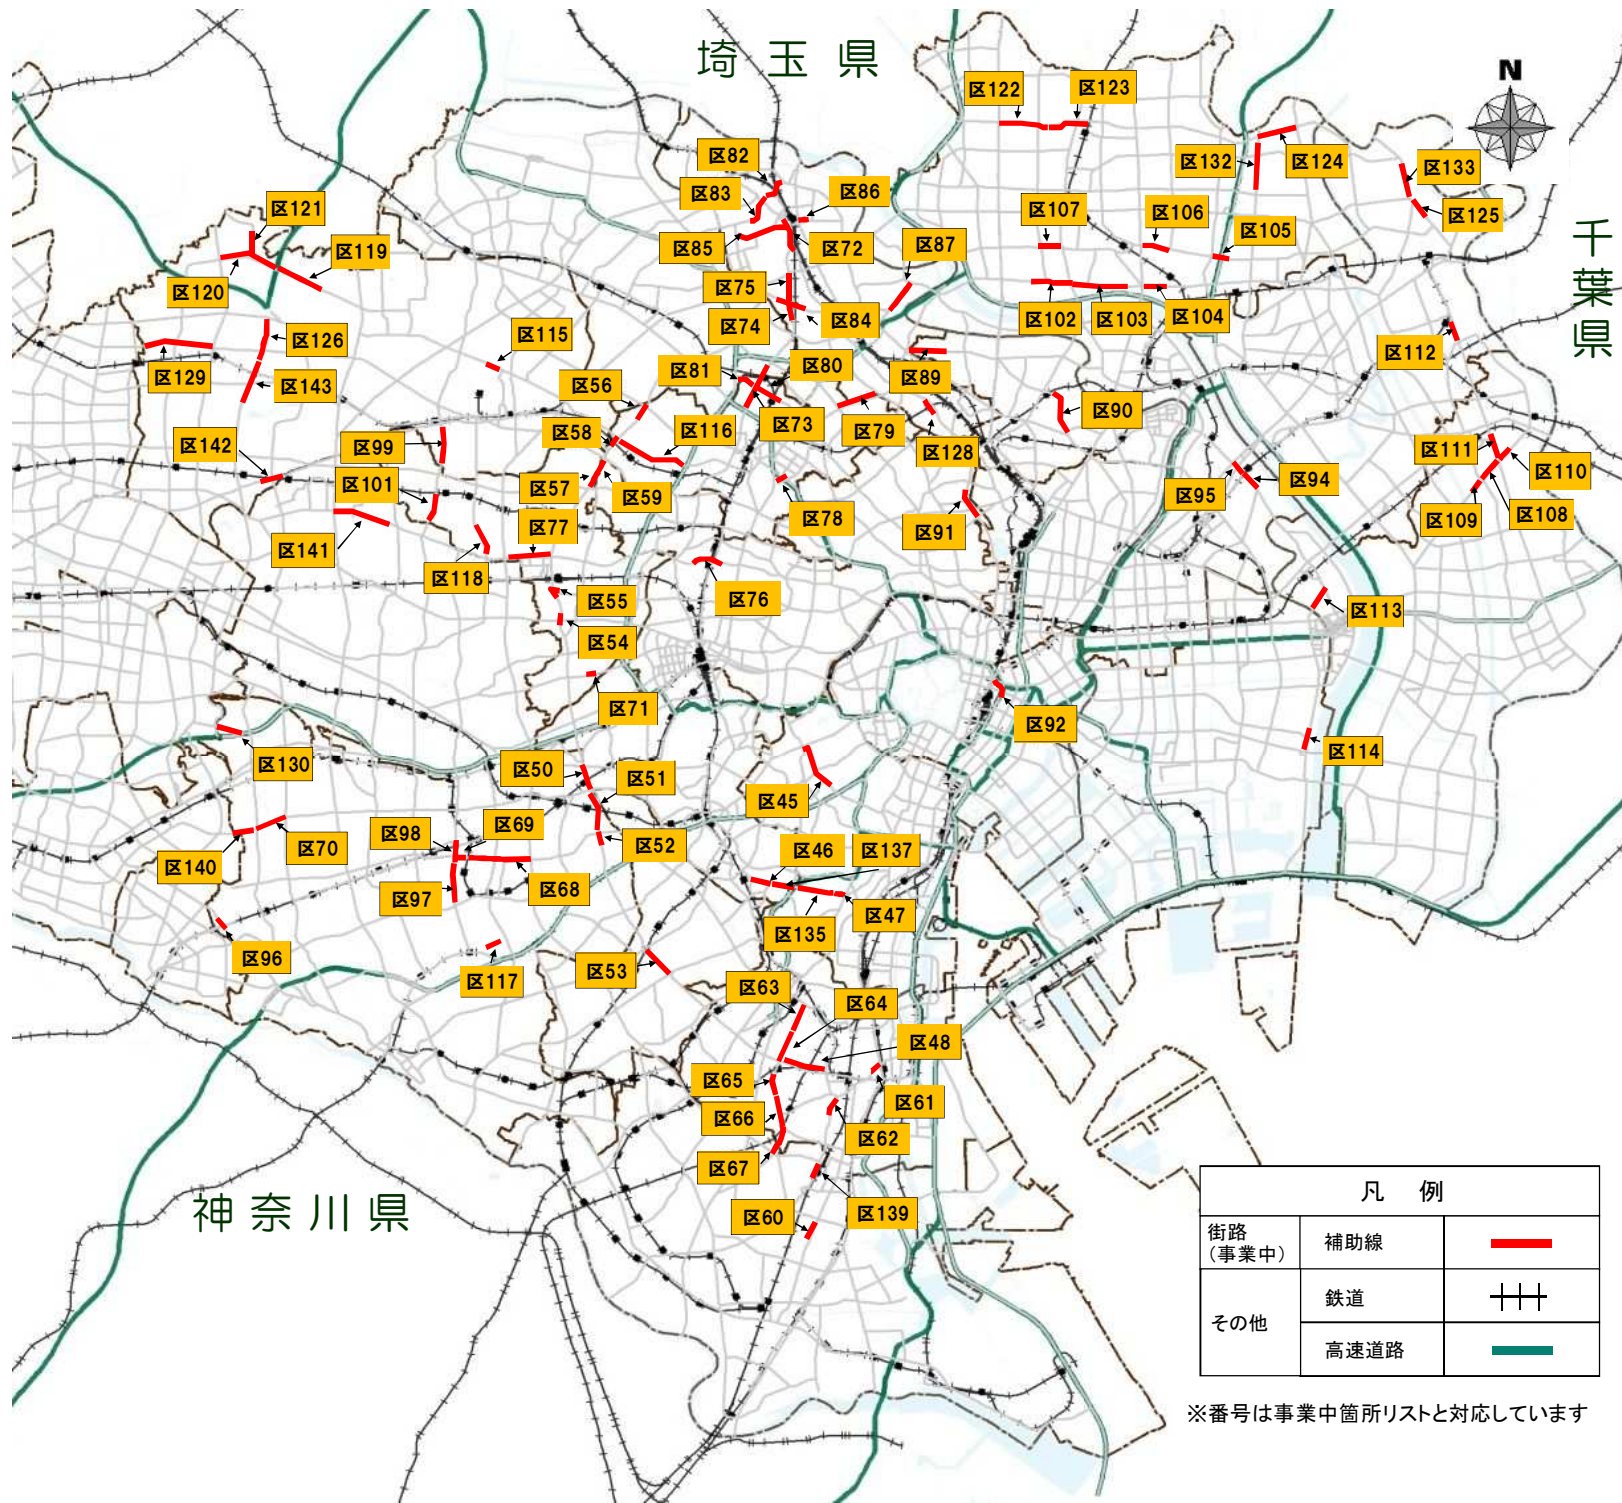 埼玉県
N
区122
区123
区82
区132
区124
区133
区83
区86
区121
区107
区106
区125
千葉県
区105
区119
区85
区72
区87
区120
区75
区74
区84
区102
区103
区104
区126
区115
区129
区143
区81
区80
区89
区112
区56
区73
区79
区90
区58
区116
区142
区99
区128
区111
区110
区101
区57
区59
区95
区94
区77
区78
区91
区109
区108
区141
区118
区55
区76
区113
区54
区71
区92
区114
区130
区50
区51
区45
区98
区69
区52
区46
区137
区140
区70
区97
区68
区47
区135
区96
区117
区53
区63
区64
区48
区65
区61
区66
区62
区67
神奈川県
区60
区139
凡 例
街路
(事業中)
補助線
その他
鉄道
高速道路
※番号は事業中箇所リストと対応しています